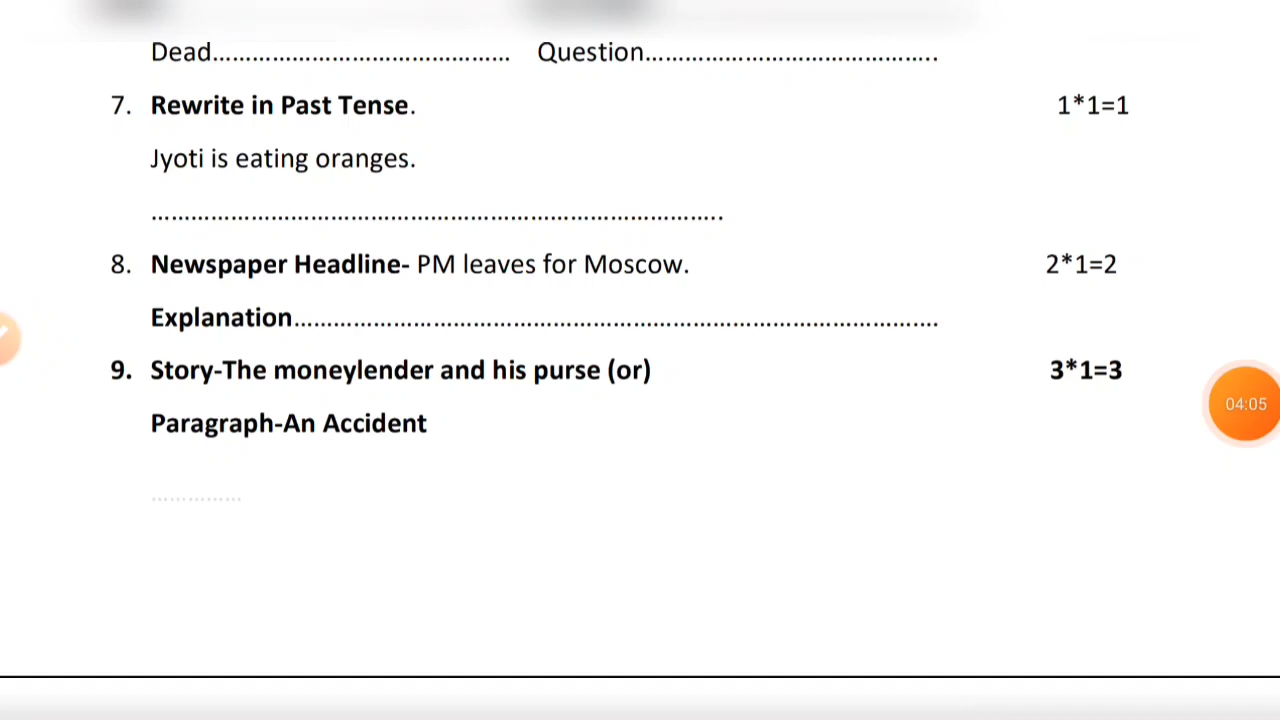 Dead............................................ Question............................................
7. Rewrite in Past Tense. 1*1=1
Jyoti is eating oranges.
......................................................................................
8. Newspaper Headline- PM leaves for Moscow. 2*1=2
Explanation.................................................................................................
9. Story-The moneylender and his purse (or) 3*1=3
Paragraph-An Accident
...............
04:05